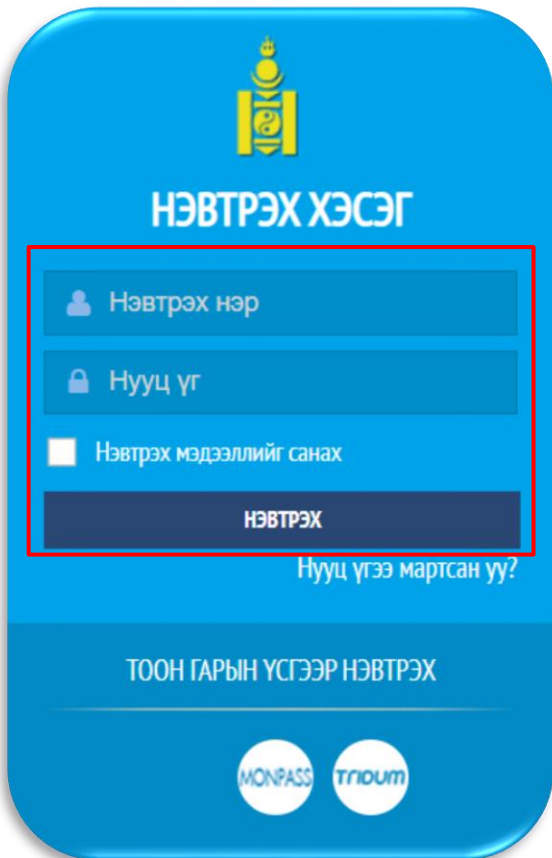 НЭВТРЭХ ХЭСЭГ
Нэвтрэх нэр
Нууц үг
Нэвтрэх мэдээллийг санах
НЭВТРЭХ
Нууц үгээ мартсан уу?
ТООН ГАРЫН ҮСГЭЭР НЭВТРЭХ
MONPASS TRIDUM